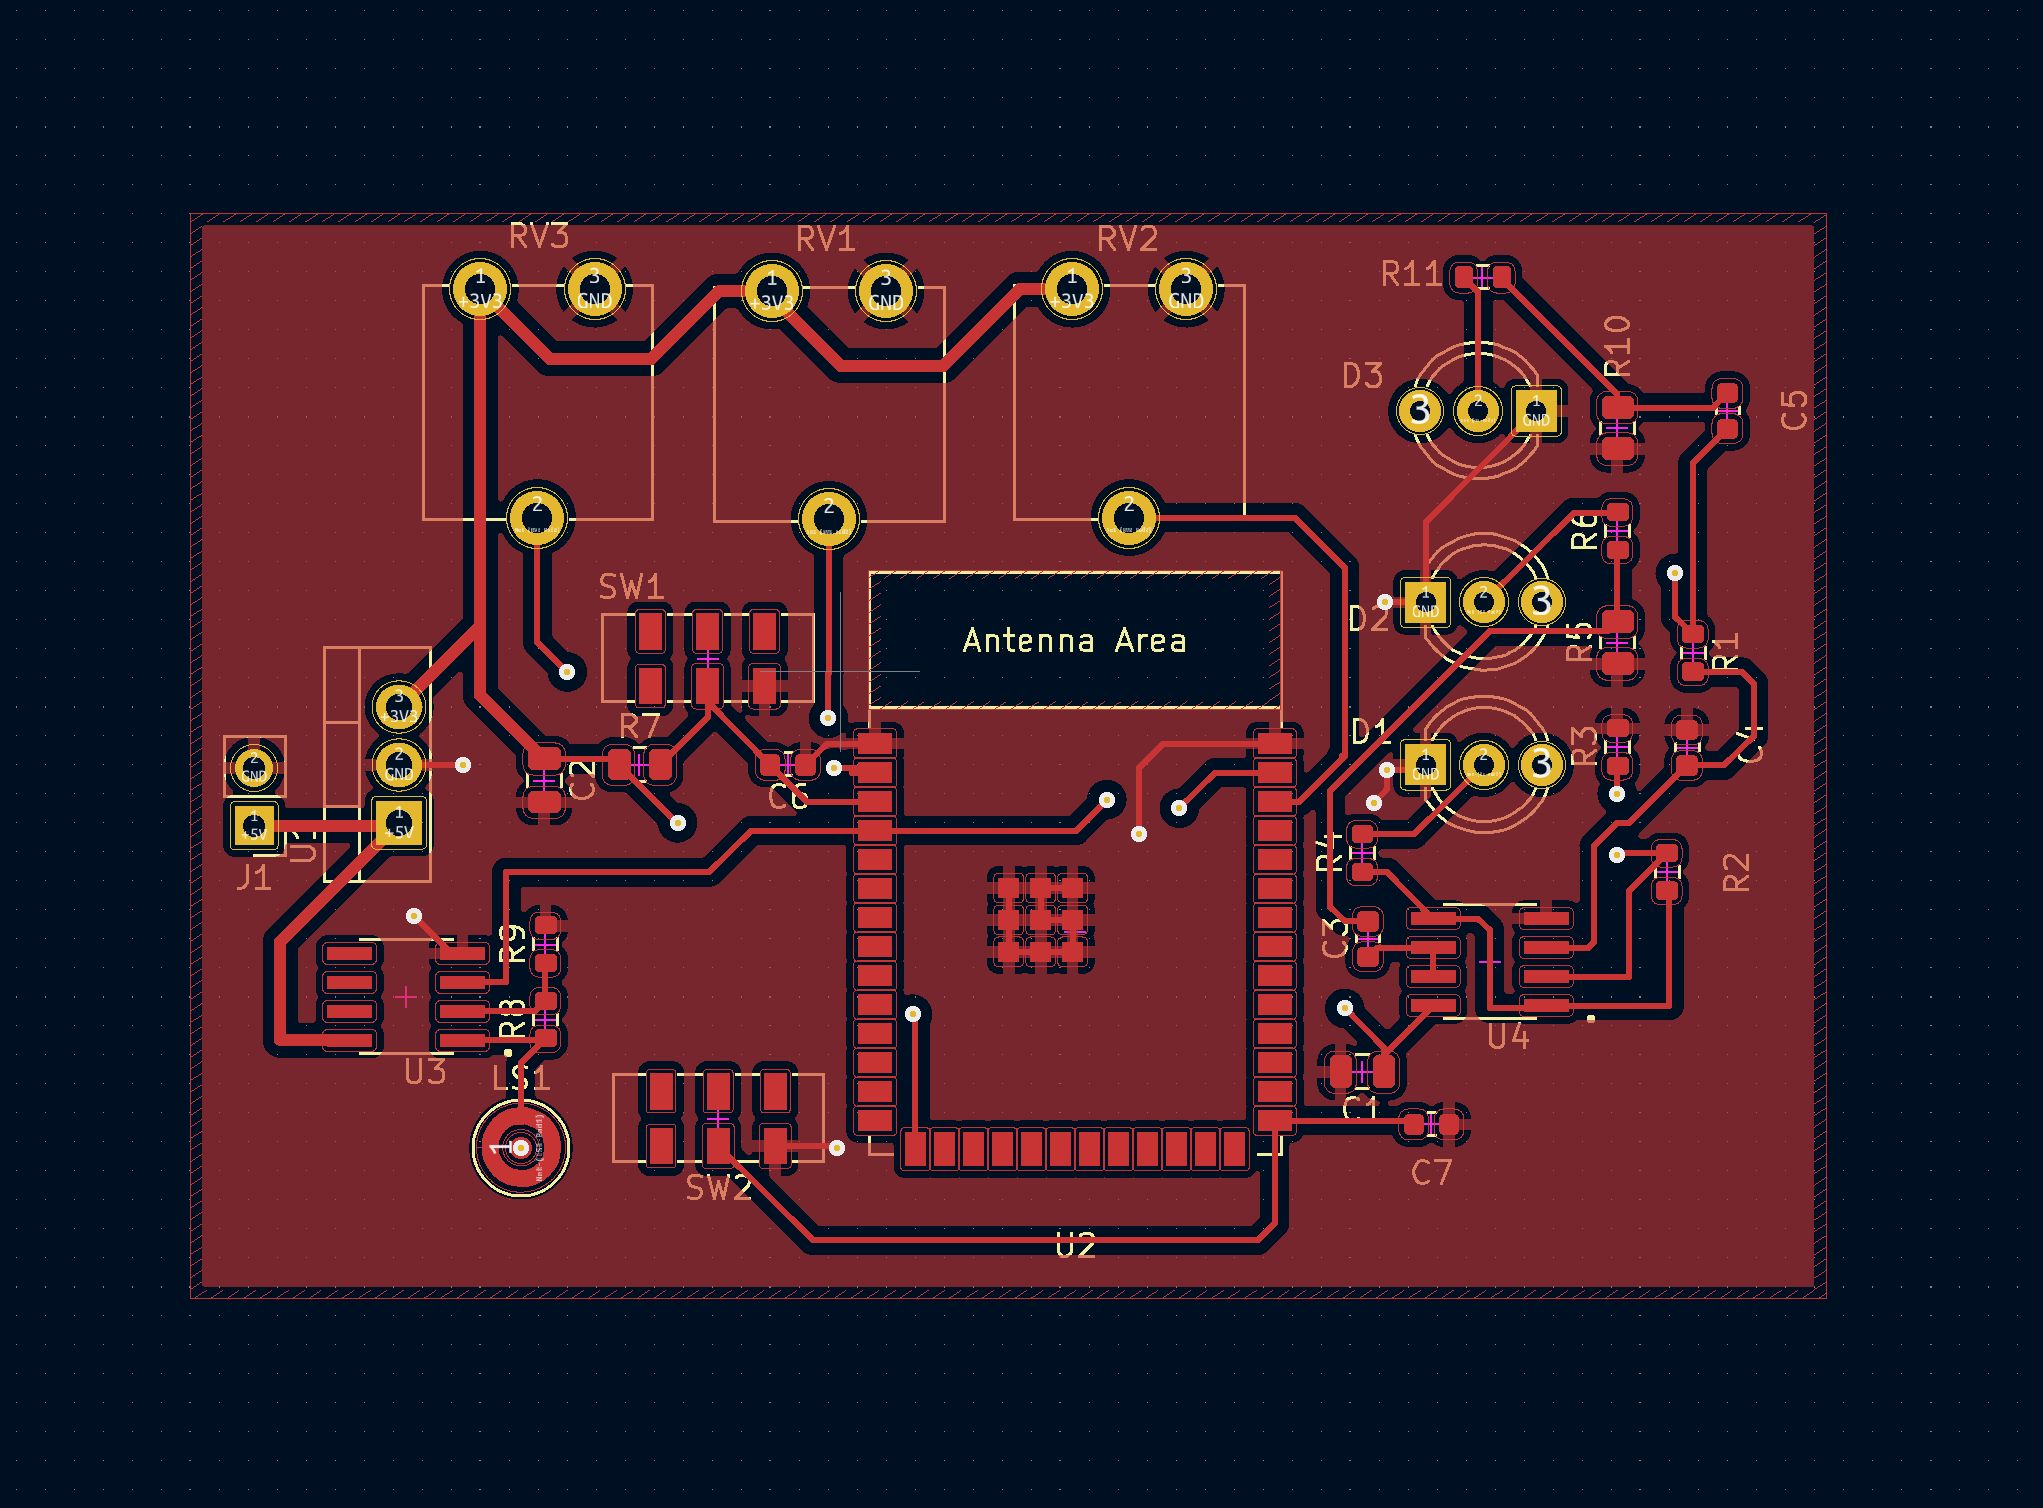 RV3
RV1
RV2
1
+3V3
3
GND
1
+3V3
3
GND
1
+3V3
3
GND
R11
R10
D3
3
2
1
GND
C5
2
2
2
R6
SW1
Antenna Area
D2
1
GND
2
3
R5
R1
3
+3V3
R7
D1
1
GND
2
3
R3
C4
2
GND
2
GND
C2
C6
1
+5V
1
+5V
J1
R4
R2
R9
C3
R8
U4
U3
LS1
C1
1
C7
SW2
U2